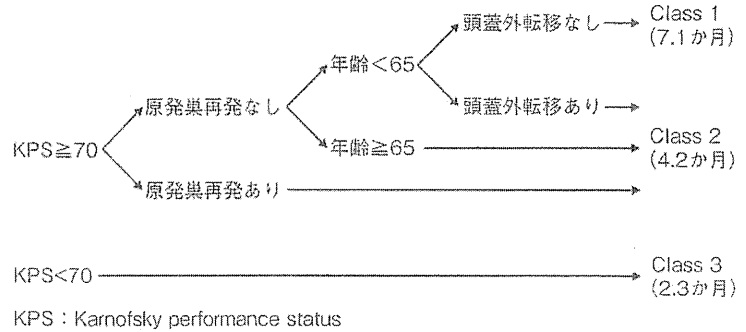 頭蓋外転移なし
Class 1
(7.1か月)
年齢<65
原発巣再発なし
頭蓋外転移あり
KPS≧70
年齢≧65
Class 2
(4.2か月)
原発巣再発あり
KPS<70
Class 3
(2.3か月)
KPS:Karnofsky performance status